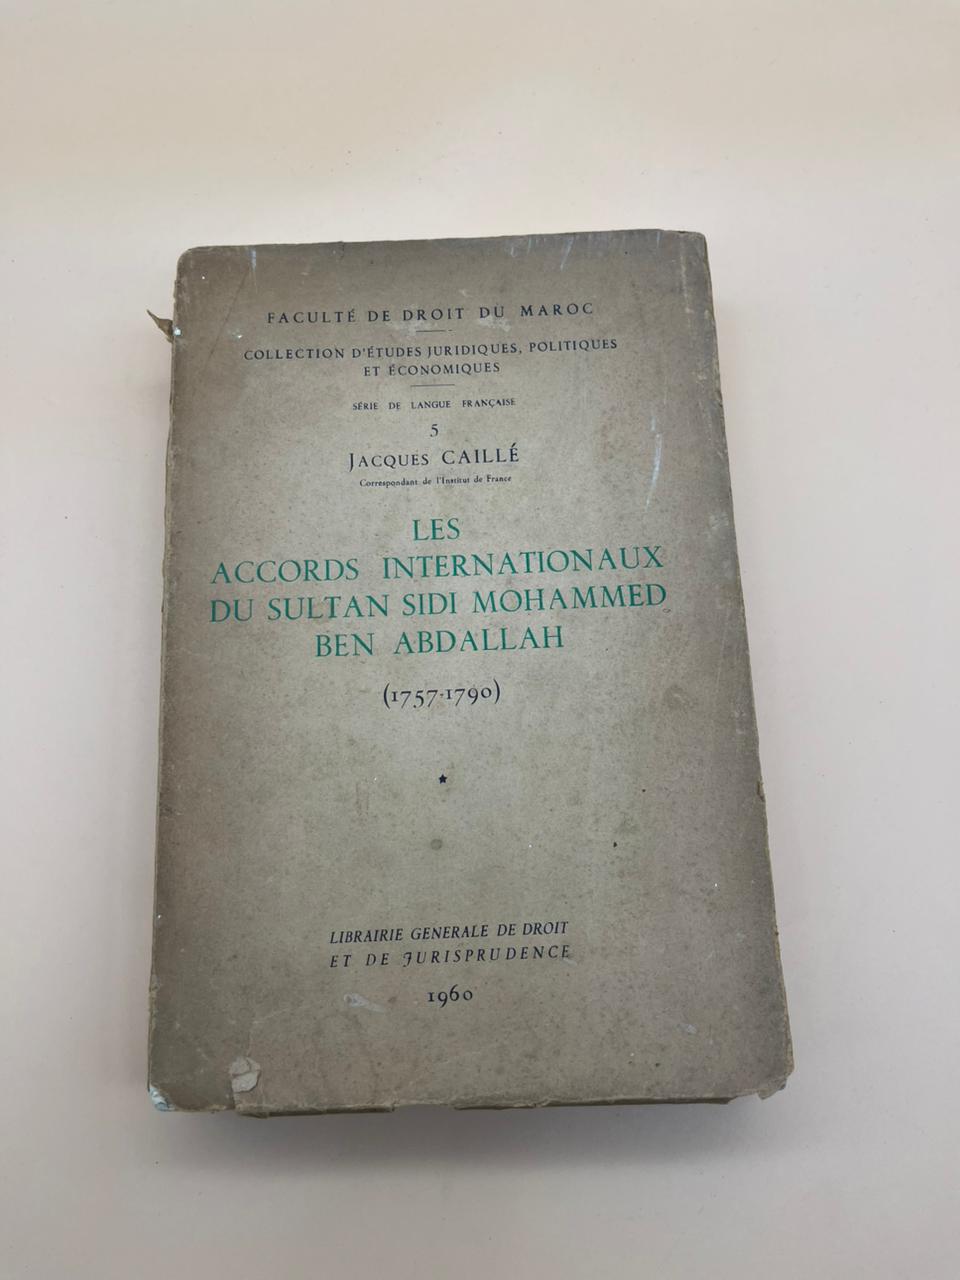 FACULTÉ DE DROIT DU MAROC
COLLECTION D'ÉTUDES JURIDIQUES, POLITIQUES
ET ÉCONOMIQUES
SÉRIE DE LANGUE FRANÇAISE
5
JACQUES CAILLÉ
Correspondant de l'Institut de France
LES
ACCORDS INTERNATIONAUX
DU SULTAN SIDI MOHAMMED
BEN ABDALLAH
(1757-1790)
LIBRAIRIE GENERALE DE DROIT
ET DE JURISPRUDENCE
1960